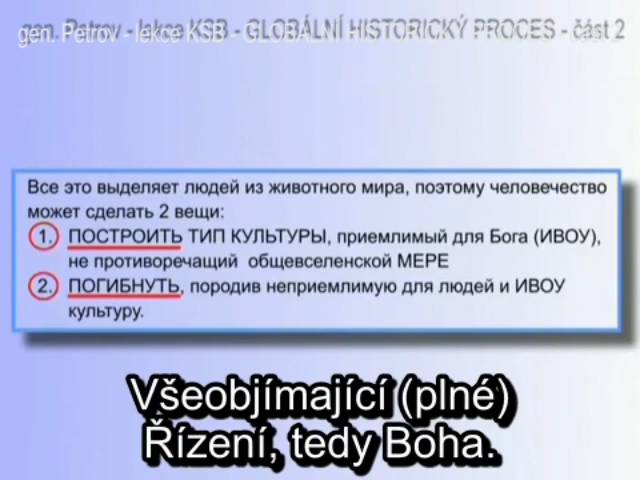 gen. Petrov - lekce KSB - GLOBÁLNÍ HISTORICKÝ PROCES - část 2
Все это выделяет людей из животного мира, поэтому человечество
может сделать 2 вещи:
1. ПОСТРОИТЬ ТИП КУЛЬТУРЫ, приемлимый для Бога (ИВОУ),
не противоречащий общевселенской МЕРЕ
2. ПОГИБНУТЬ, породив неприемлимую для людей и ИВОУ
культуру.
Všeobjímající (plné)
Řízení, tedy Boha.